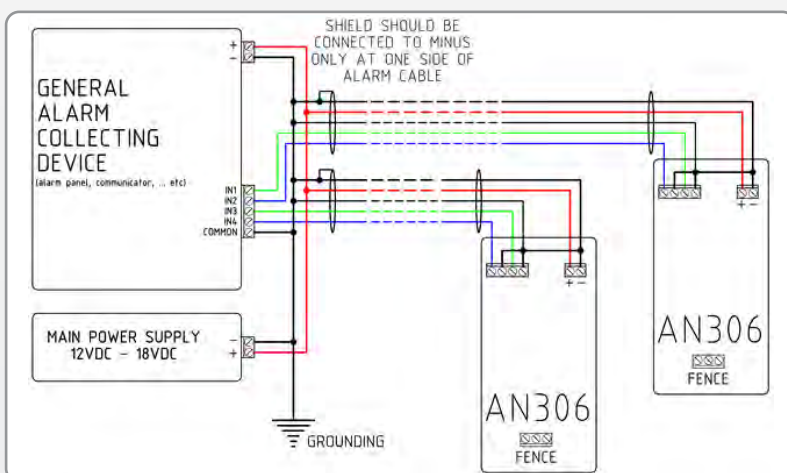 SHIELD SHOULD BE
CONNECTED TO MINUS
ONLY AT ONE SIDE OF
ALARM CABLE
+
-
GENERAL
ALARM
COLLECTING
DEVICE
(alarm panel, communicator, ... etc)
IN1
IN2
IN3
IN4
COMMON
+ -
AN306
FENCE
+ -
AN306
FENCE
MAIN POWER SUPPLY
12VDC - 18VDC
-
+
GROUNDING